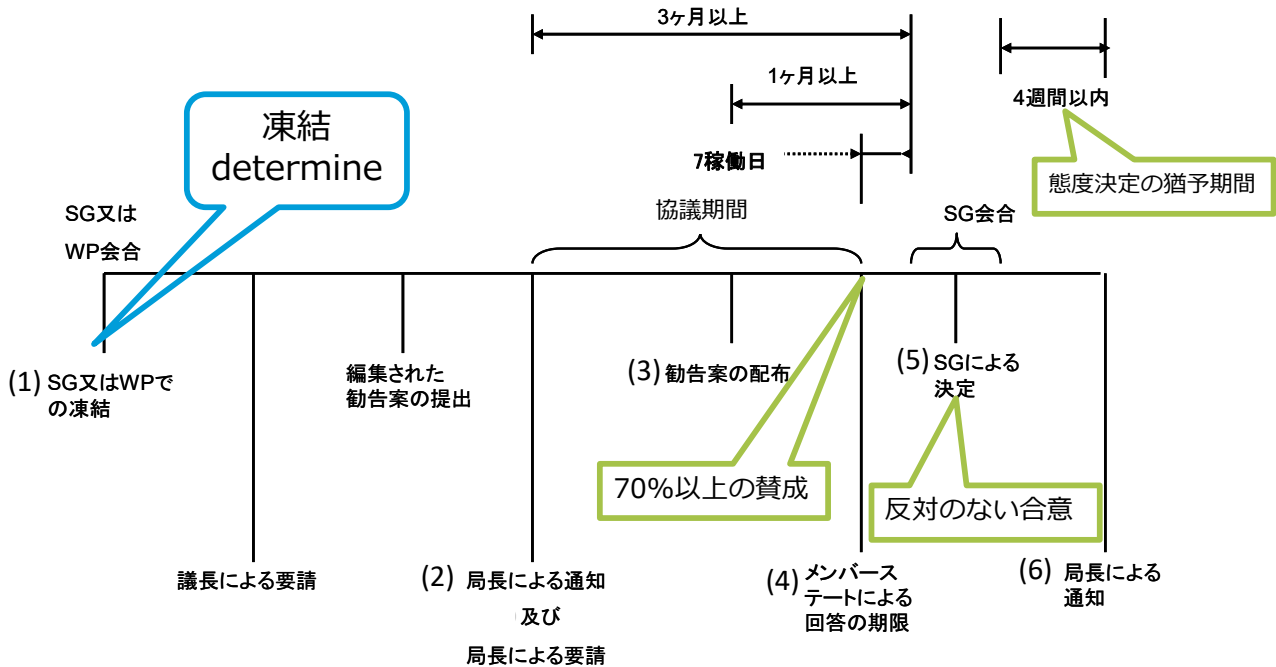 3ヶ月以上
1ヶ月以上
4週間以内
7稼働日
態度決定の猶予期間
凍結
determine
SG又は
WP会合
協議期間
SG会合
(1) SG又はWPで
の凍結
編集された
勧告案の提出
(3) 勧告案の配布
(5) SGによる
決定
70%以上の賛成
反対のない合意
議長による要請
(2) 局長による通知
及び
局長による要請
(4) メンバース
テートによる
回答の期限
(6) 局長による
通知